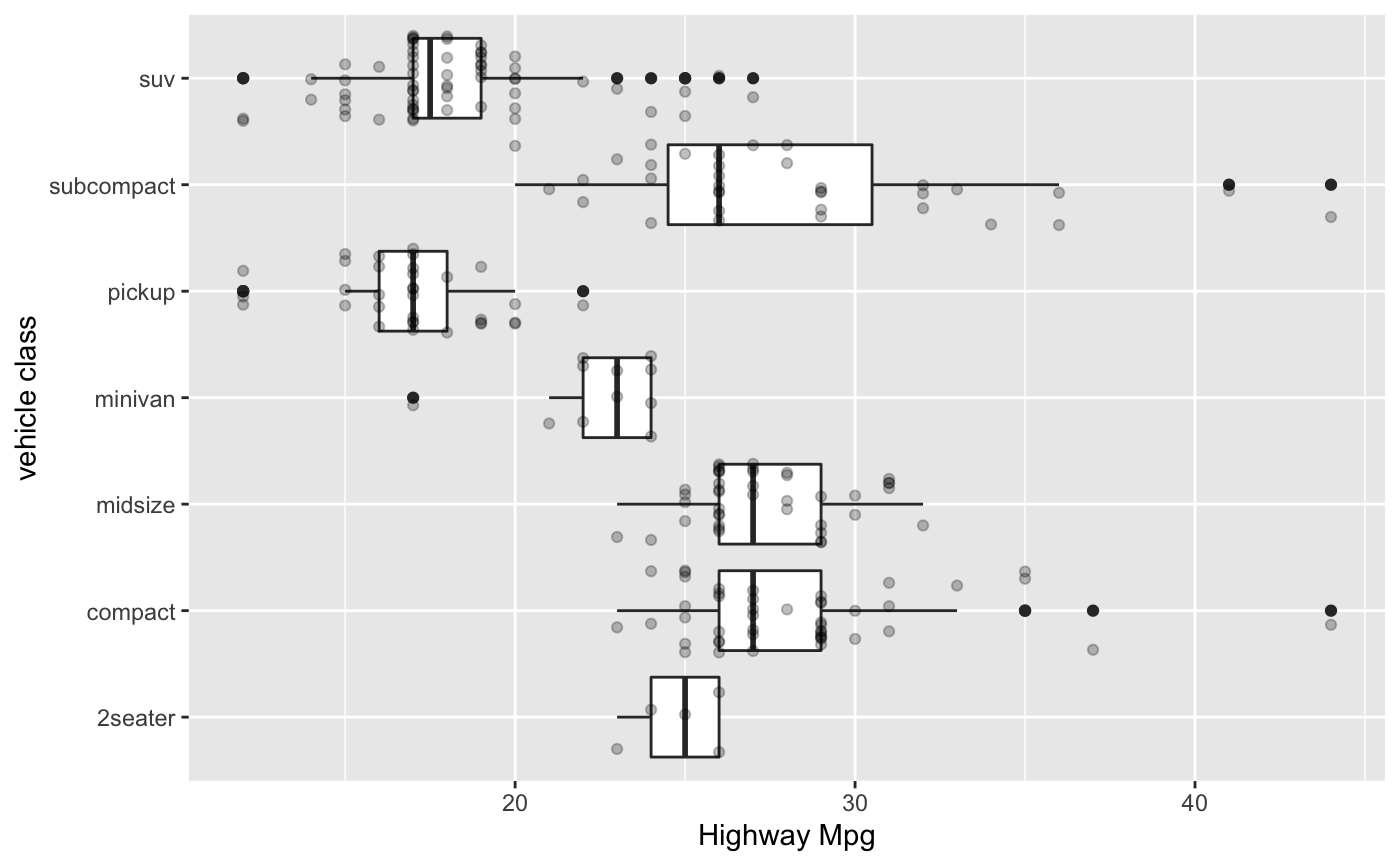 suv
subcompact
pickup
minivan
midsize
compact
2seater
vehicle class
20 30 40
Highway Mpg